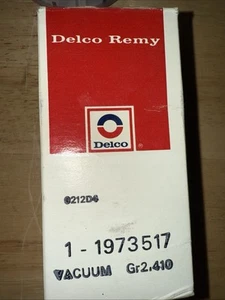 Delco Remy
Delco
0212D4
1-1973517
VACUUM Gr2.410